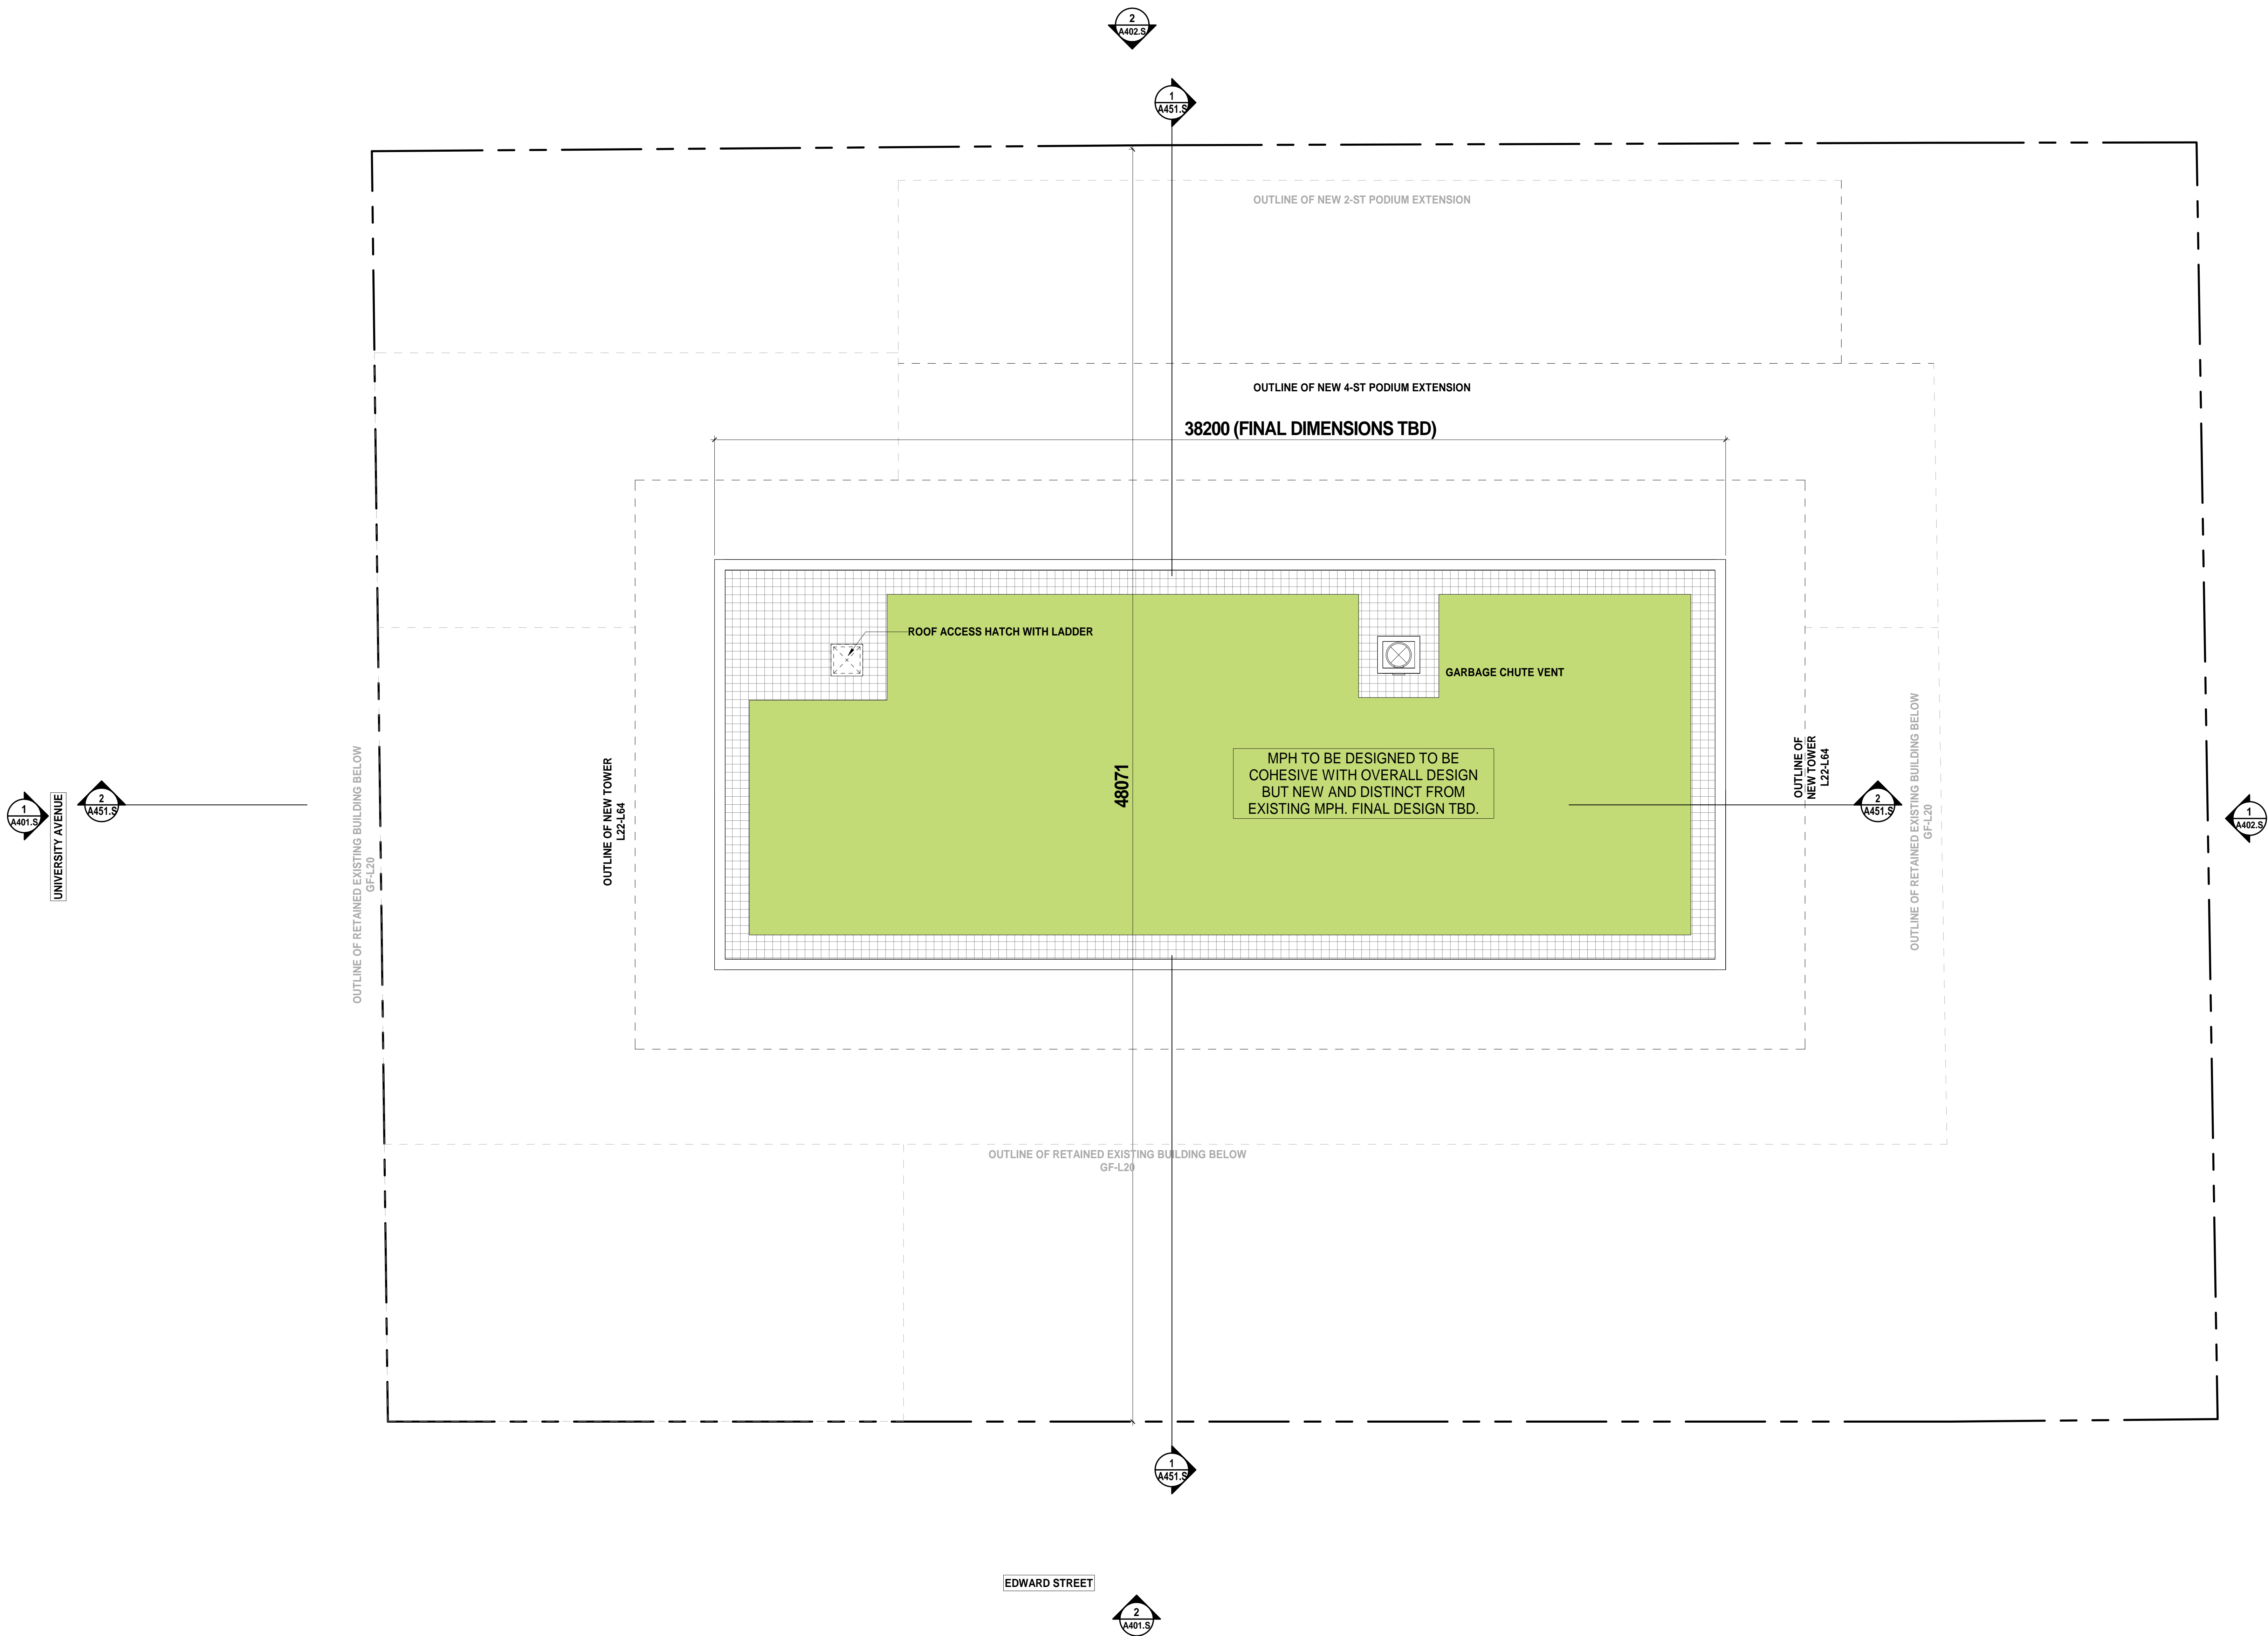 2
A402.S
1
A451.S
OUTLINE OF NEW 2-ST PODIUM EXTENSION
OUTLINE OF NEW 4-ST PODIUM EXTENSION
38200 (FINAL DIMENSIONS TBD)
ROOF ACCESS HATCH WITH LADDER
GARBAGE CHUTE VENT
MPH TO BE DESIGNED TO BE
COHESIVE WITH OVERALL DESIGN
BUT NEW AND DISTINCT FROM
EXISTING MPH. FINAL DESIGN TBD.
48071
1
A401.S
UNIVERSITY AVENUE
2
A451.S
OUTLINE OF RETAINED EXISTING BUILDING BELOW
GF-L20
OUTLINE OF NEW TOWER
L22-L64
OUTLINE OF
NEW TOWER
L22-L64
2
A451.S
OUTLINE OF RETAINED EXISTING BUILDING BELOW
GF-L20
1
A402.S
OUTLINE OF RETAINED EXISTING BUILDING BELOW
GF-L20
1
A451.S
EDWARD STREET
2
A401.S